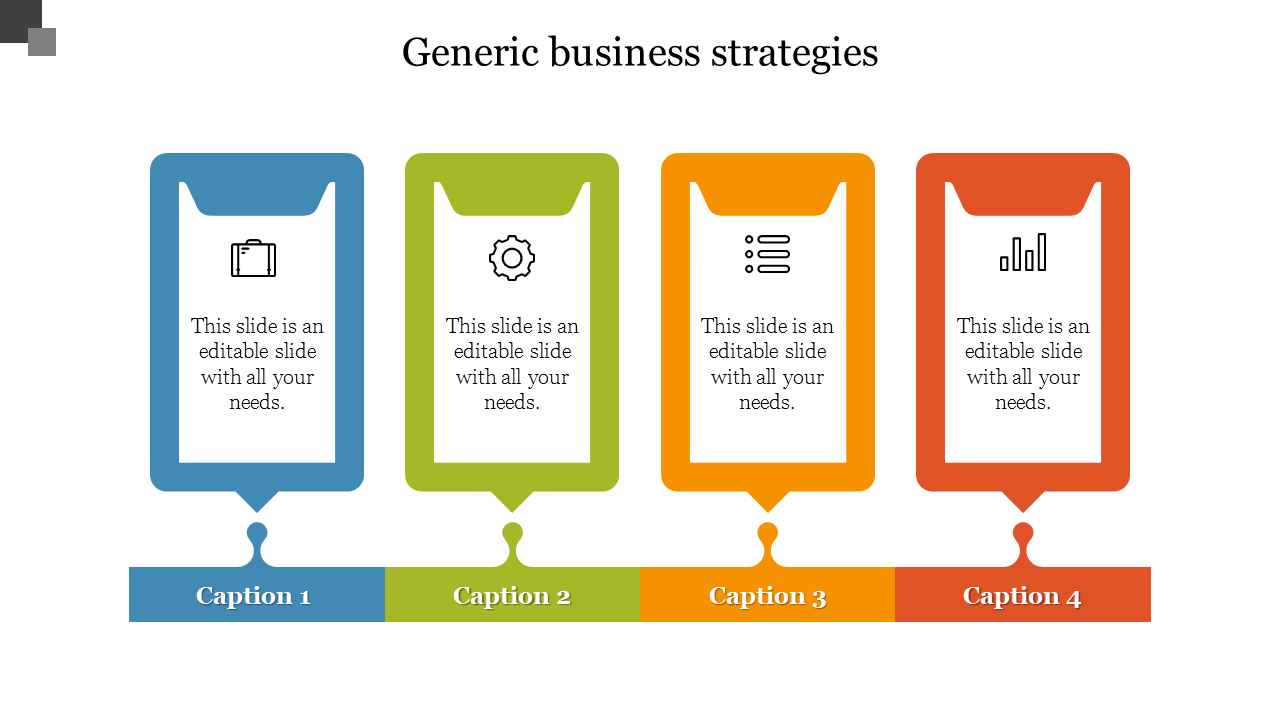 Generic business strategies
This slide is an
editable slide
with all your
needs.
This slide is an
editable slide
with all your
needs.
This slide is an
editable slide
with all your
needs.
This slide is an
editable slide
with all your
needs.
Caption 1
Caption 2
Caption 3
Caption 4